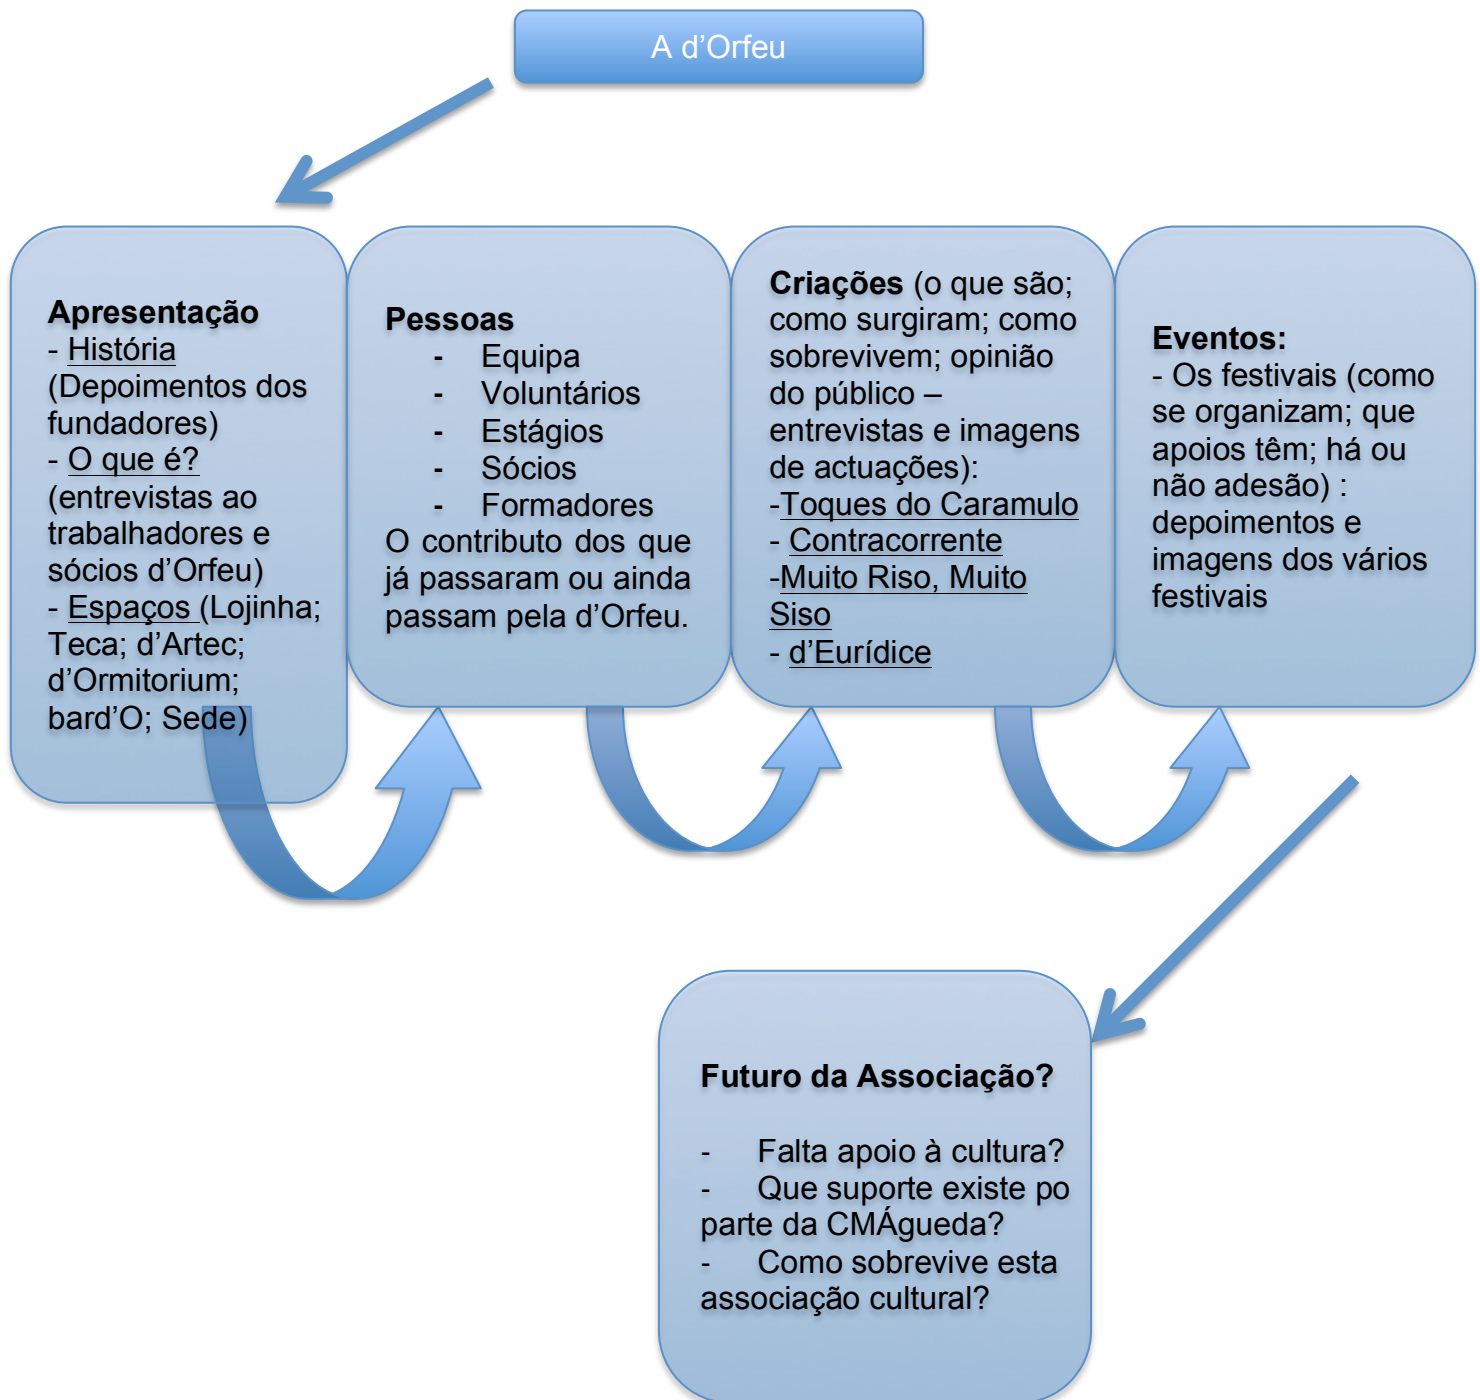 A d’Orfeu
Apresentação
- História
(Depoimentos dos
fundadores)
- O que é?
(entrevistas ao
trabalhadores e
sócios d’Orfeu)
- Espaços (Lojinha;
Teca; d’Artec;
d’Ormitorium;
bard’O; Sede)
Pessoas
- Equipa
- Voluntários
- Estágios
- Sócios
- Formadores
O contributo dos que
já passaram ou ainda
passam pela d’Orfeu.
Criações (o que são;
como surgiram; como
sobrevivem; opinião
do público –
entrevistas e imagens
de actuações):
-Toques do Caramulo
- Contracorrente
-Muito Riso, Muito
Siso
- d’Eurídice
Eventos:
- Os festivais (como
se organizam; que
apoios têm; há ou
não adesão) :
depoimentos e
imagens dos vários
festivais
Futuro da Associação?
- Falta apoio à cultura?
- Que suporte existe po
parte da CMÁgueda?
- Como sobrevive esta
associação cultural?